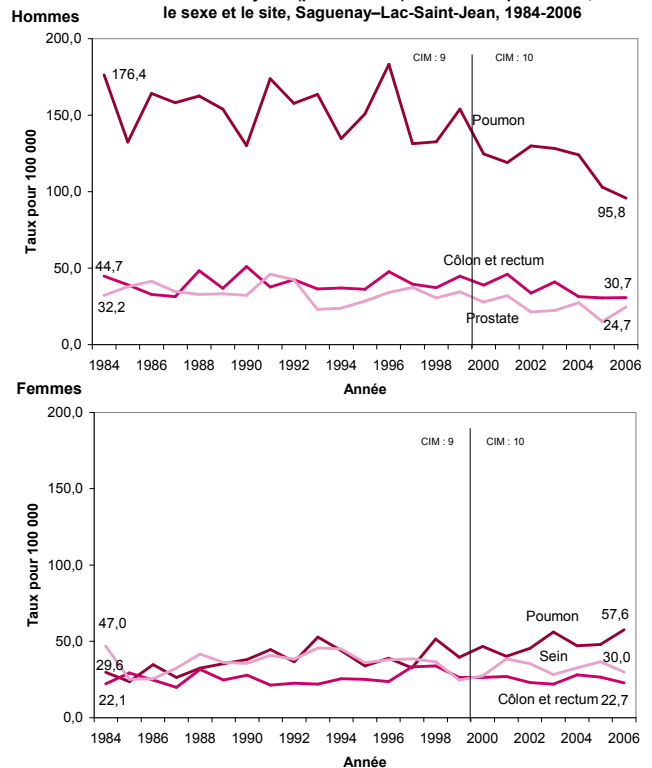 le sexe et le site, Saguenay–Lac-Saint-Jean, 1984-2006
Hommes
200,0
150,0
100,0
50,0
0,0
Taux pour 100 000
CIM : 9
CIM : 10
176,4
Poumon
95,8
44,7
Côlon et rectum
30,7
32,2
Prostate
24,7
1984 1986 1988 1990 1992 1994 1996 1998 2000 2002 2004 2006
Année
Femmes
200,0
150,0
100,0
50,0
0,0
Taux pour 100 000
CIM : 9
CIM : 10
47,0
Poumon
57,6
29,6
Sein
30,0
22,1
Côlon et rectum 22,7
1984 1986 1988 1990 1992 1994 1996 1998 2000 2002 2004 2006
Année